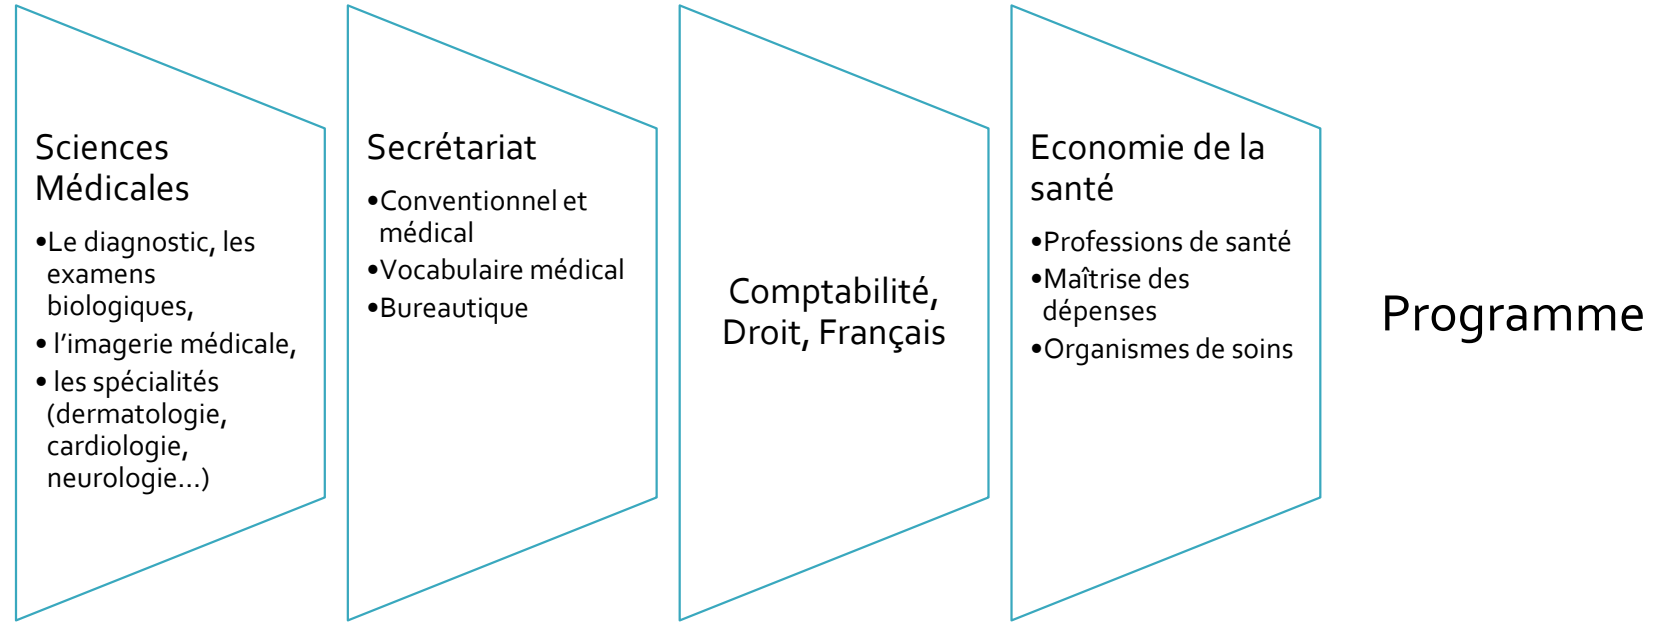 Sciences
Médicales
•Le diagnostic, les
examens
biologiques,
• l'imagerie médicale,
• les spécialités
(dermatologie,
cardiologie,
neurologie...)
Secrétariat
•Conventionnel et
médical
•Vocabulaire médical
•Bureautique
Comptabilité,
Droit, Français
Economie de la
santé
•Professions de santé
•Maîtrise des
dépenses
•Organismes de soins
Programme